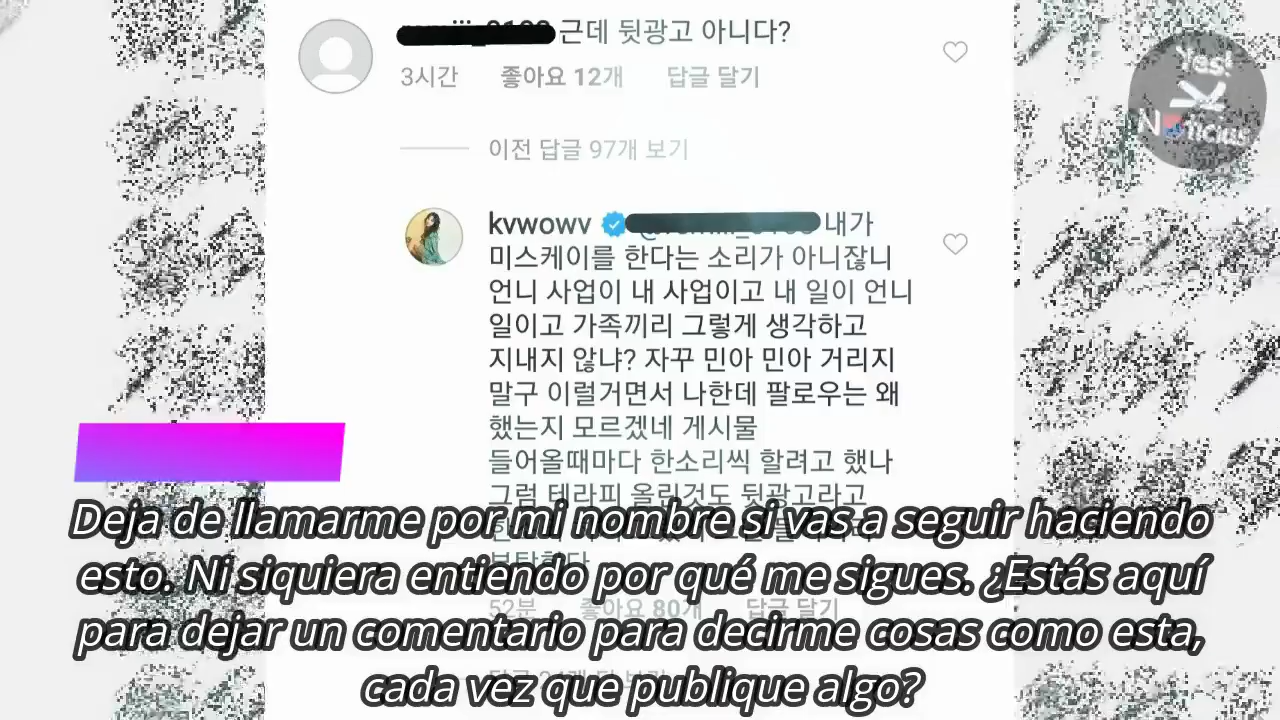 근데 뒷광고 아니다?
3시간 좋아요 12개 답글 달기
Yes!
K
Noticias
이전 답글 97개 보기
kvwowv 내가
미스케이를 한다는 소리가 아니잖니
언니 사업이 내 사업이고 내 일이 언니
일이고 가족끼리 그렇게 생각하고
지내지 않냐? 자꾸 민아 민아 거리지
말구 이럴거면서 나한데 팔로우는 왜
했는지 모르겠네 게시물
들어올때마다 한소리씩 할려고 했나
그럼 테라피 올린것도 뒷광고라고
52분 좋아요 80개 답글 달기
Deja de llamarme por mi nombre si vas a seguir haciendo
esto. Ni siquiera entiendo por qué me sigues. ¿Estás aquí
para dejar un comentario para decirme cosas como esta,
cada vez que publique algo?